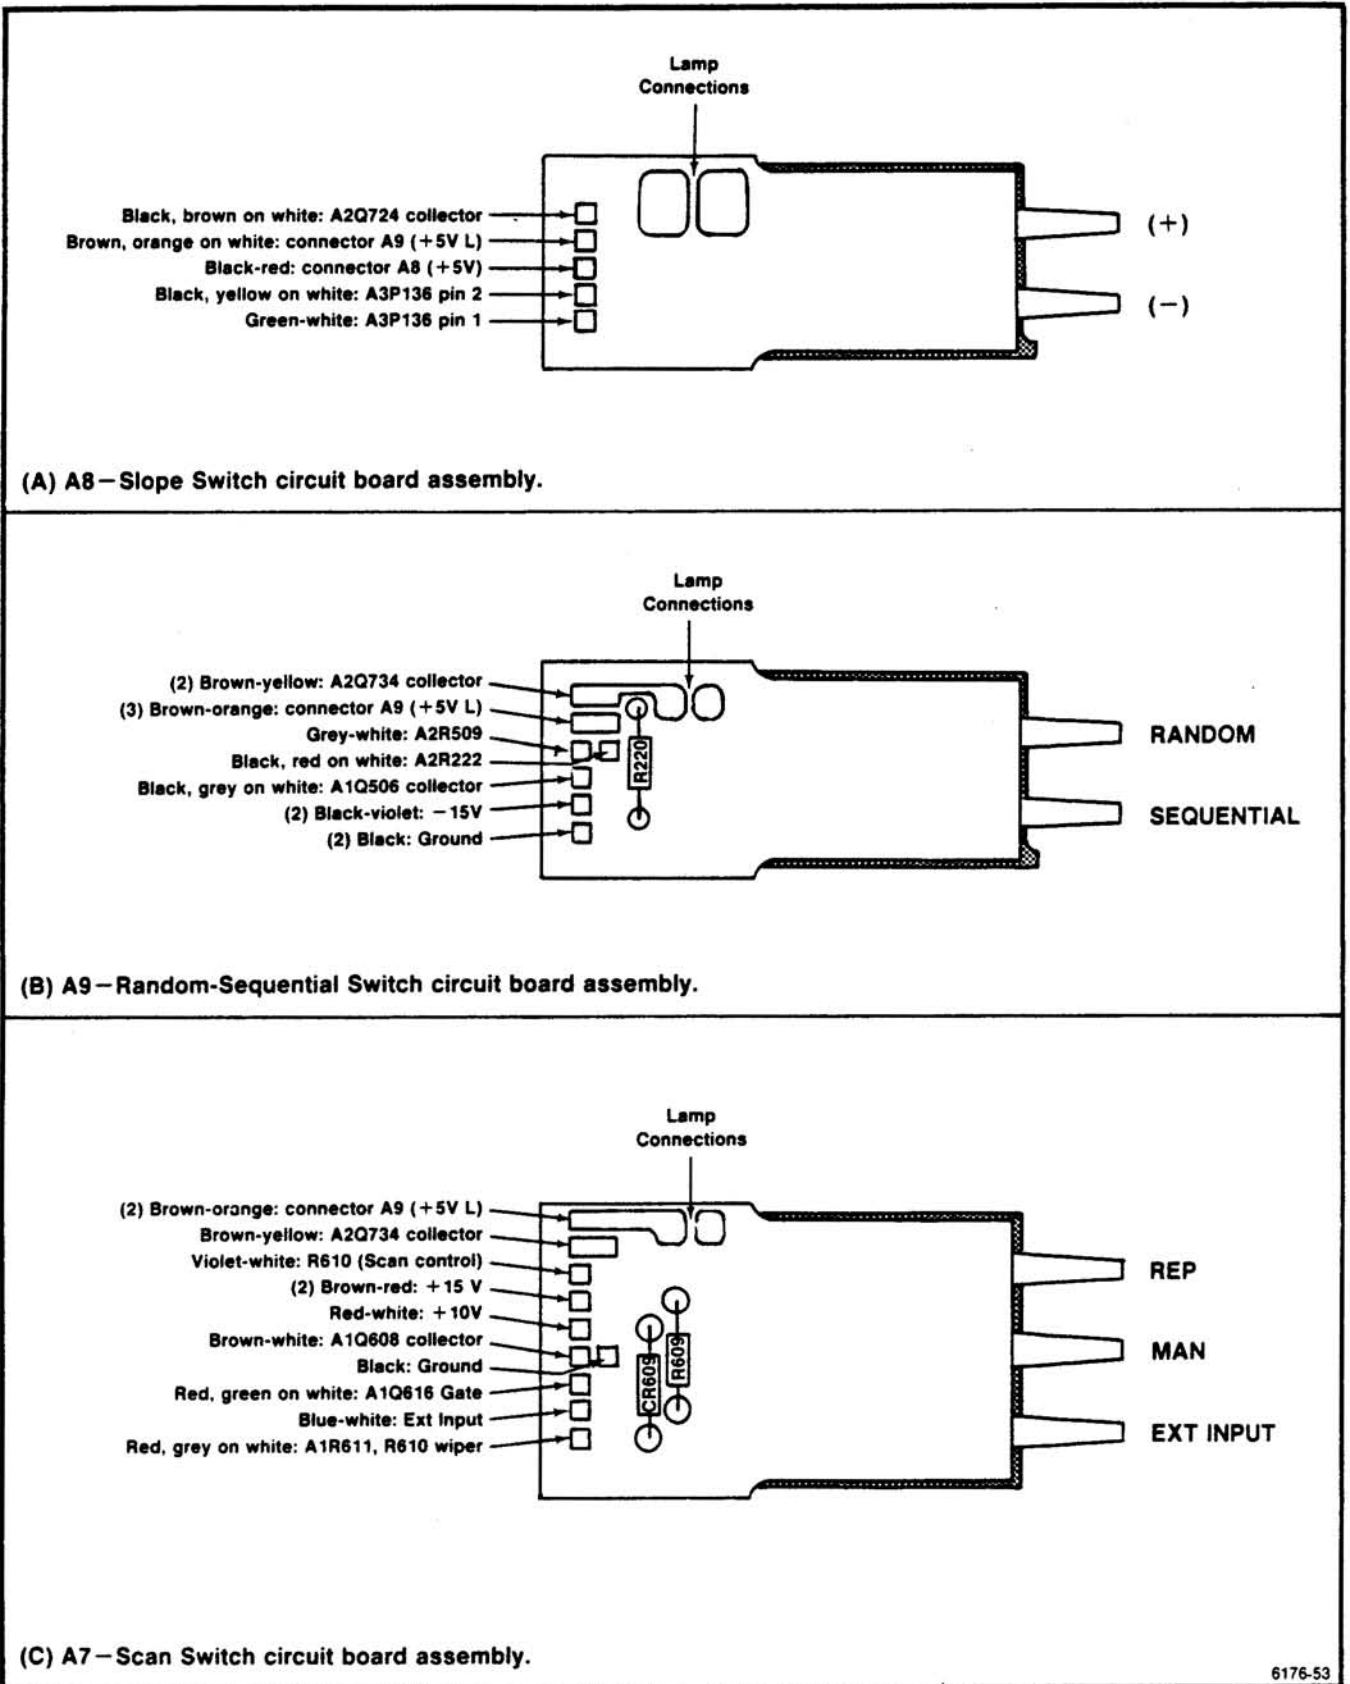 Lamp
Connections
Black, brown on white: A2Q724 collector
Brown, orange on white: connector A9 (+5V L)
Black-red: connector A8 (+5V)
Black, yellow on white: A3P136 pin 2
Green-white: A3P136 pin 1
(+)
(−)
(A) A8−Slope Switch circuit board assembly.
Lamp
Connections
(2) Brown-yellow: A2Q734 collector
(3) Brown-orange: connector A9 (+5V L)
Grey-white: A2R509
Black, red on white: A2R222
Black, grey on white: A1Q506 collector
(2) Black-violet: −15V
(2) Black: Ground
R220
RANDOM
SEQUENTIAL
(B) A9−Random-Sequential Switch circuit board assembly.
Lamp
Connections
(2) Brown-orange: connector A9 (+5V L)
Brown-yellow: A2Q734 collector
Violet-white: R610 (Scan control)
(2) Brown-red: +15 V
Red-white: +10V
Brown-white: A1Q608 collector
Black: Ground
Red, green on white: A1Q616 Gate
Blue-white: Ext Input
Red, grey on white: A1R611, R610 wiper
CR609
R609
REP
MAN
EXT INPUT
(C) A7−Scan Switch circuit board assembly.
6176-53